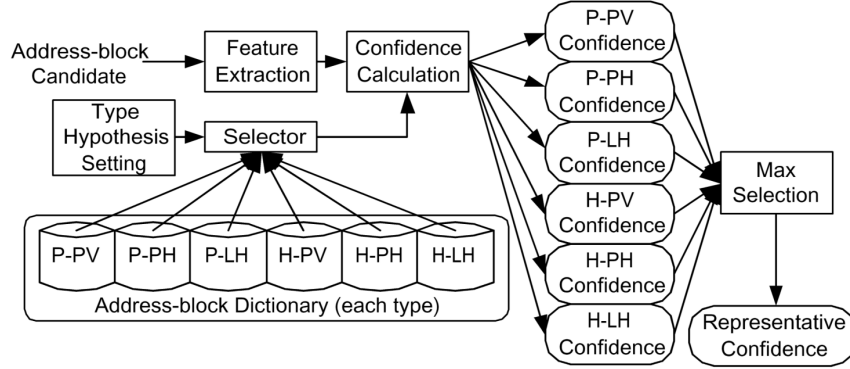 Address-block
Candidate
Feature
Extraction
Confidence
Calculation
Type
Hypothesis
Setting
Selector
P-PV
P-PH
P-LH
H-PV
H-PH
H-LH
Address-block Dictionary (each type)
P-PV
Confidence
P-PH
Confidence
P-LH
Confidence
H-PV
Confidence
H-PH
Confidence
H-LH
Confidence
Max
Selection
Representative
Confidence